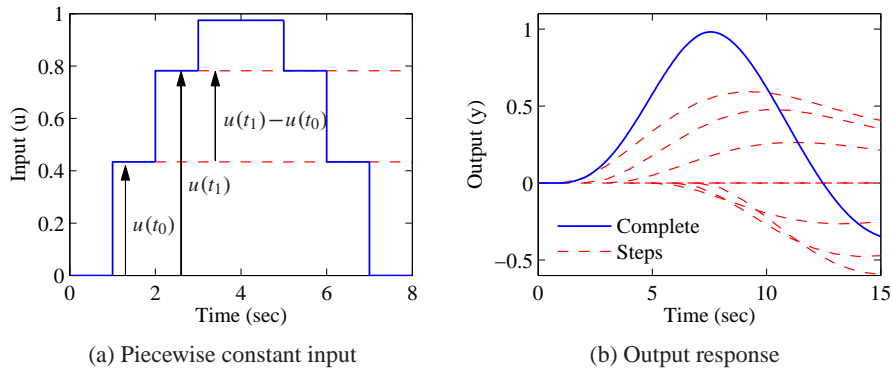 Input (u)
1
0.8
0.6
0.4
0.2
0
0
2
4
6
8
u(t₁)−u(t₀)
u(t₁)
u(t₀)
Time (sec)
(a) Piecewise constant input
Output (y)
1
0.5
0
−0.5
0
5
10
15
Complete
Steps
Time (sec)
(b) Output response